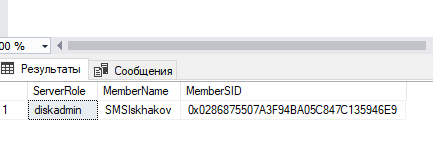 00 %
Результаты Сообщения
ServerRole MemberName MemberSID
1 diskadmin SMSIskhakov 0x0286875507A3F94BA05C847C135946E9